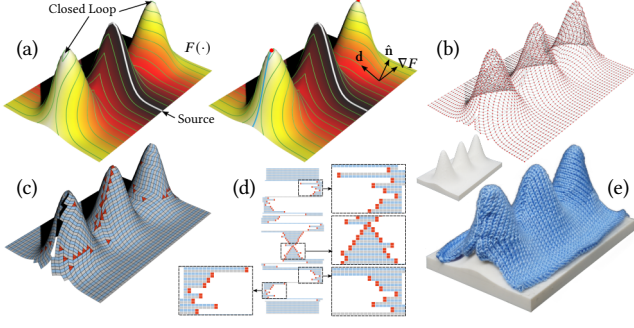 Closed Loop
(a)
F(·)
Source
d n̂ ∇F
(b)
(c)
(d)
(e)